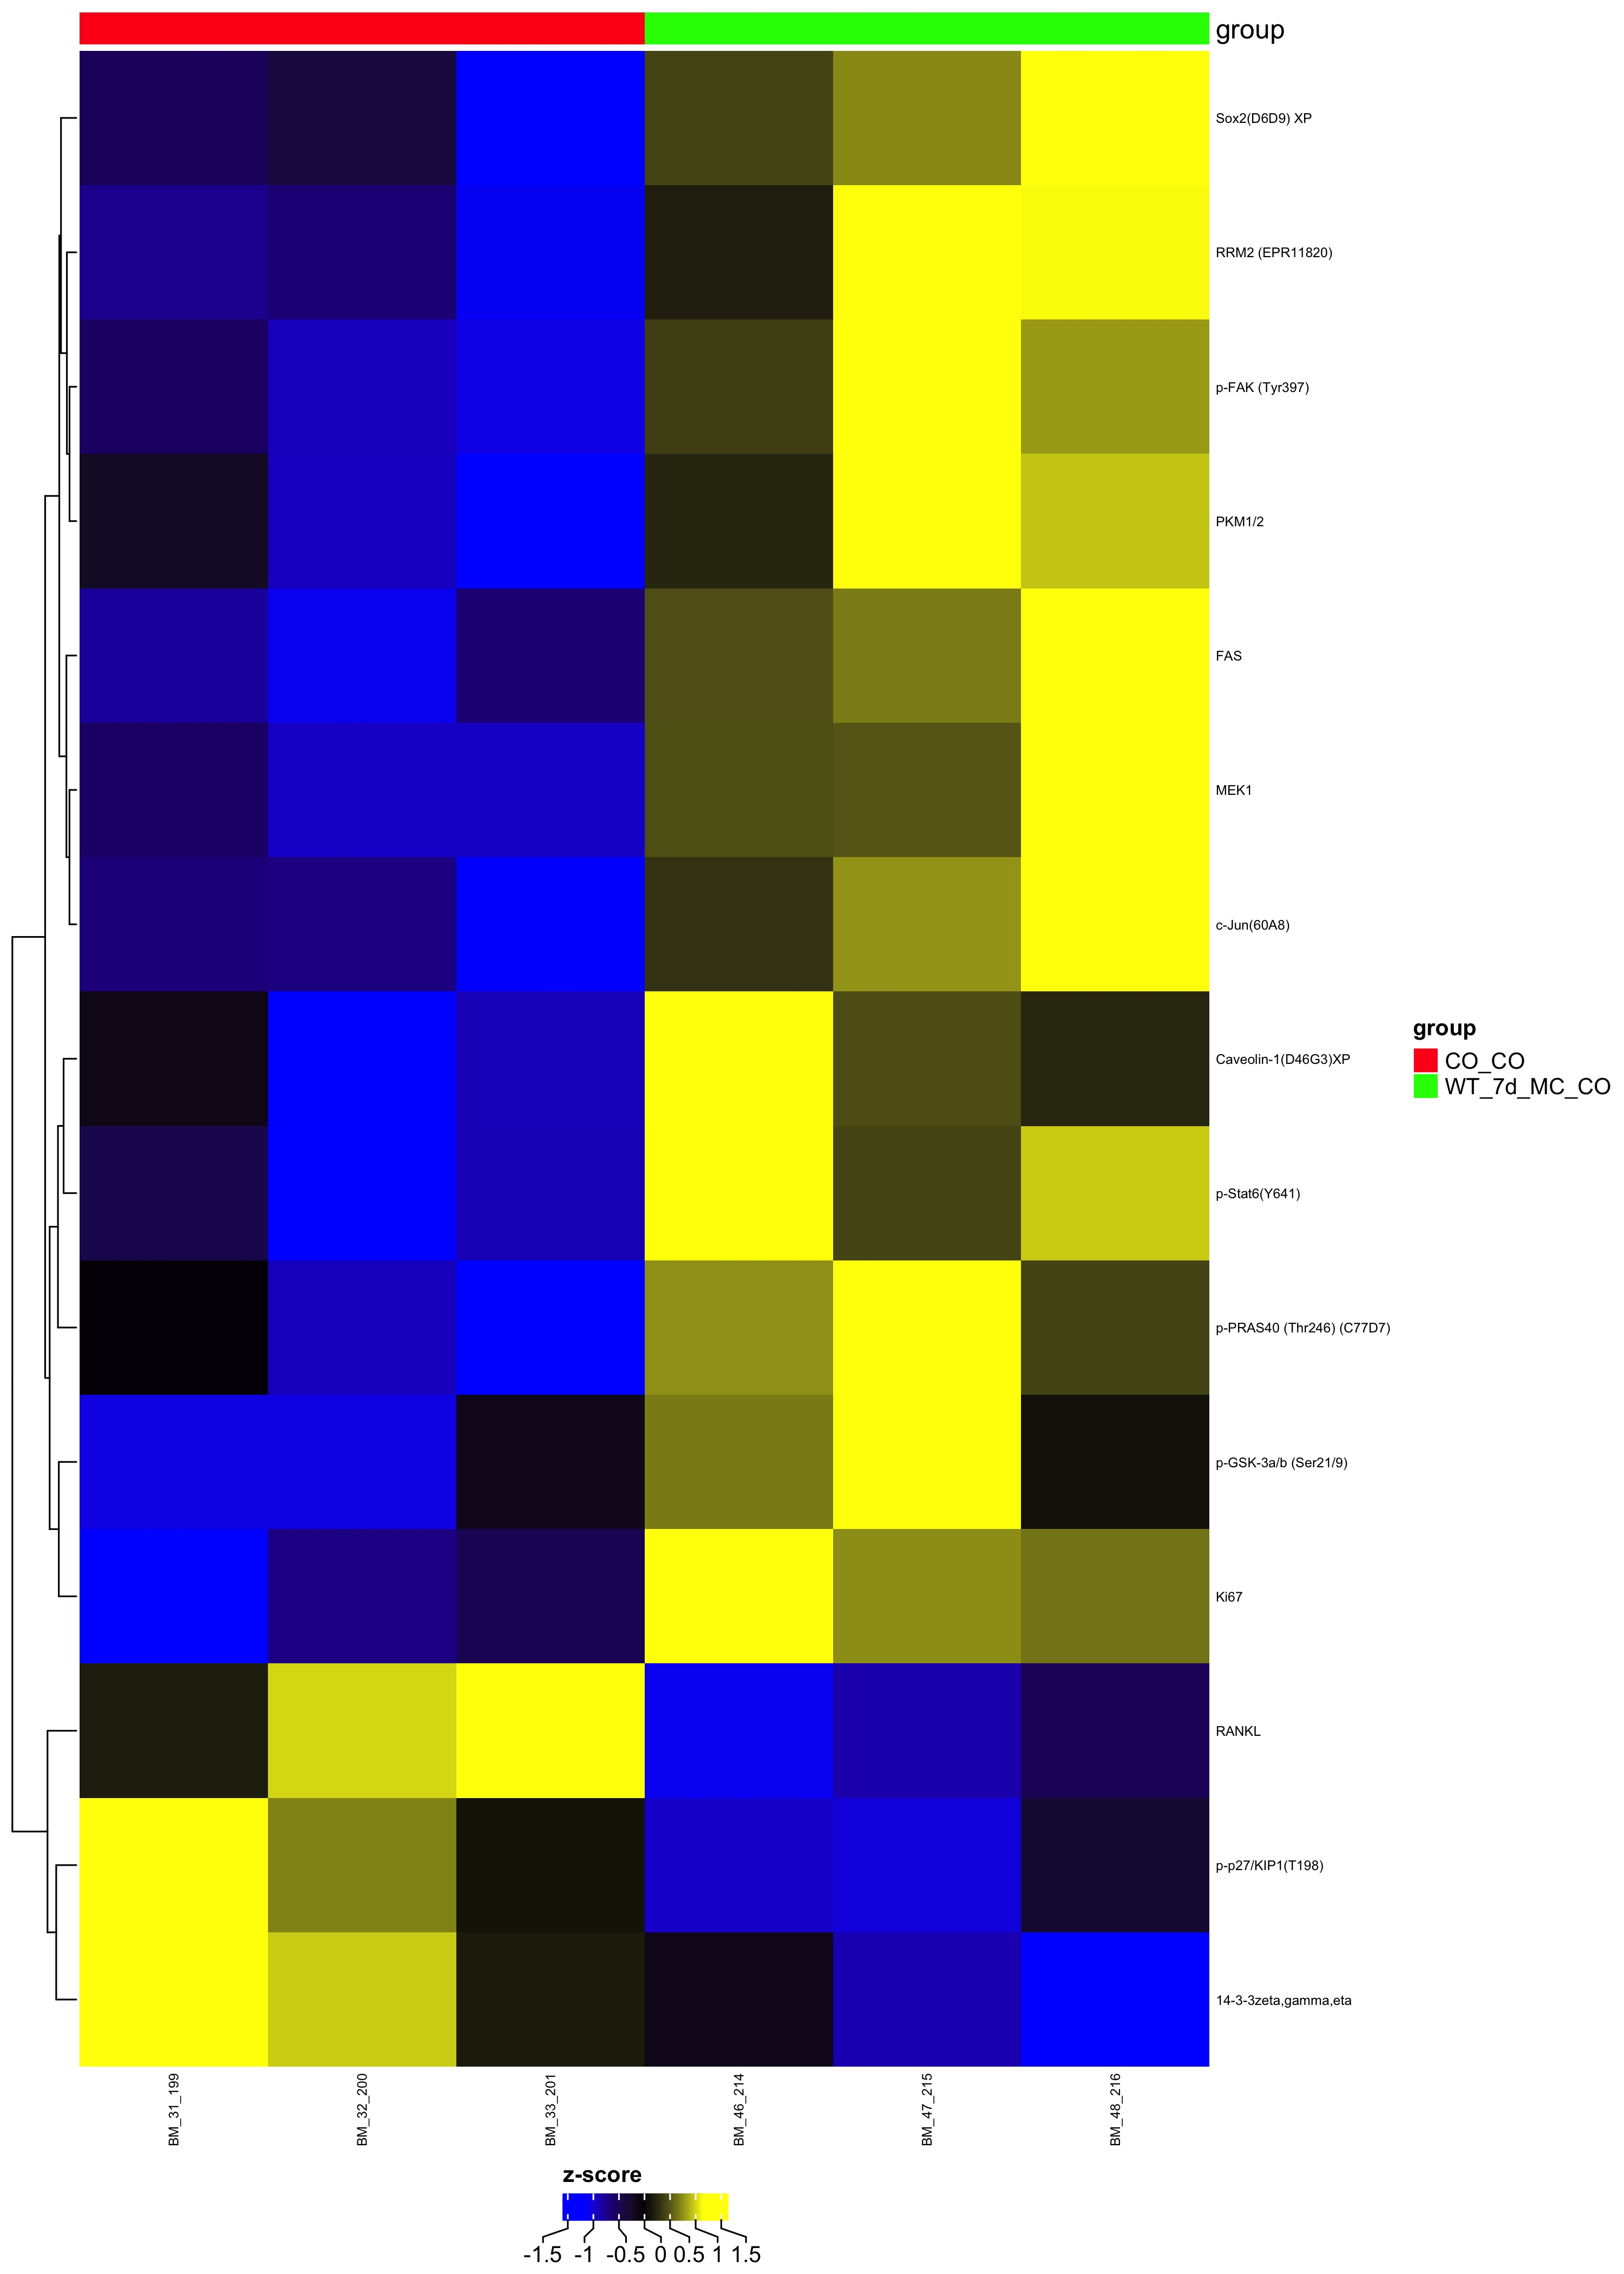 group
Sox2(D6D9) XP
RRM2 (EPR11820)
p-FAK (Tyr397)
PKM1/2
FAS
MEK1
c-Jun(60A8)
Caveolin-1(D46G3)XP
p-Stat6(Y641)
p-PRAS40 (Thr246) (C77D7)
p-GSK-3a/b (Ser21/9)
Ki67
RANKL
p-p27/KIP1(T198)
14-3-3zeta,gamma,eta
group
CO_CO
WT_7d_MC_CO
BM_31_199
BM_32_200
BM_33_201
BM_46_214
BM_47_215
BM_48_216
z-score
-1.5 -1 -0.5 0 0.5 1 1.5